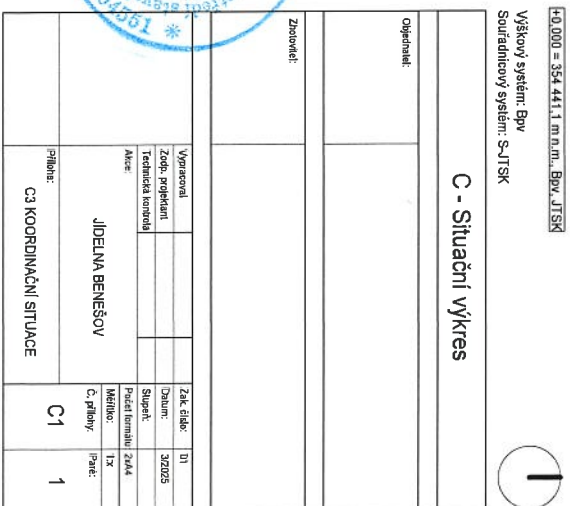 +0,000 = 354 441,1 m n.m., Bpv, JTSK
Výškový systém: Bpv
Souřadnicový systém: S-JTSK
C - Situační výkres
Objednatel:
Zhotovitel:
Vypracoval
Zodp. projektant
Technická kontrola
Akce:
JÍDELNA BENEŠOV
Příloha:
C3 KOORDINAČNÍ SITUACE
Zak. číslo: D1
Datum: 3/2025
Stupeň:
Počet formátů: 2xA4
Měřítko: 1:x
Č. přílohy: Paré:
C1 1
04551 *